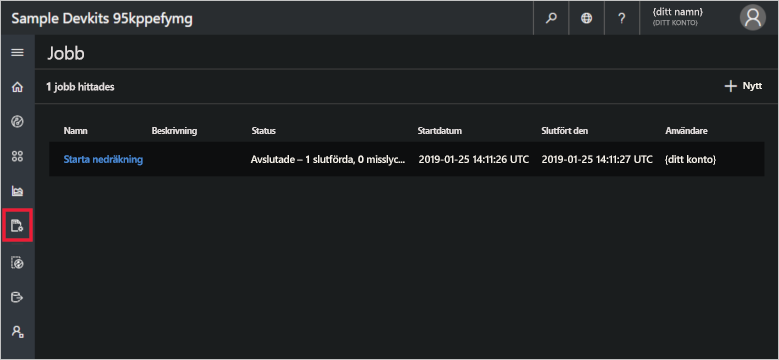 Sample Devkits 95kppefymg
?
{ditt namn}
(DITT KONTO)
Jobb
1 jobb hittades
+ Nytt
Namn Beskrivning Status Startdatum Slutfört den Användare
Starta nedräkning Avslutade – 1 slutförda, 0 misslyc... 2019-01-25 14:11:26 UTC 2019-01-25 14:11:27 UTC {ditt konto}